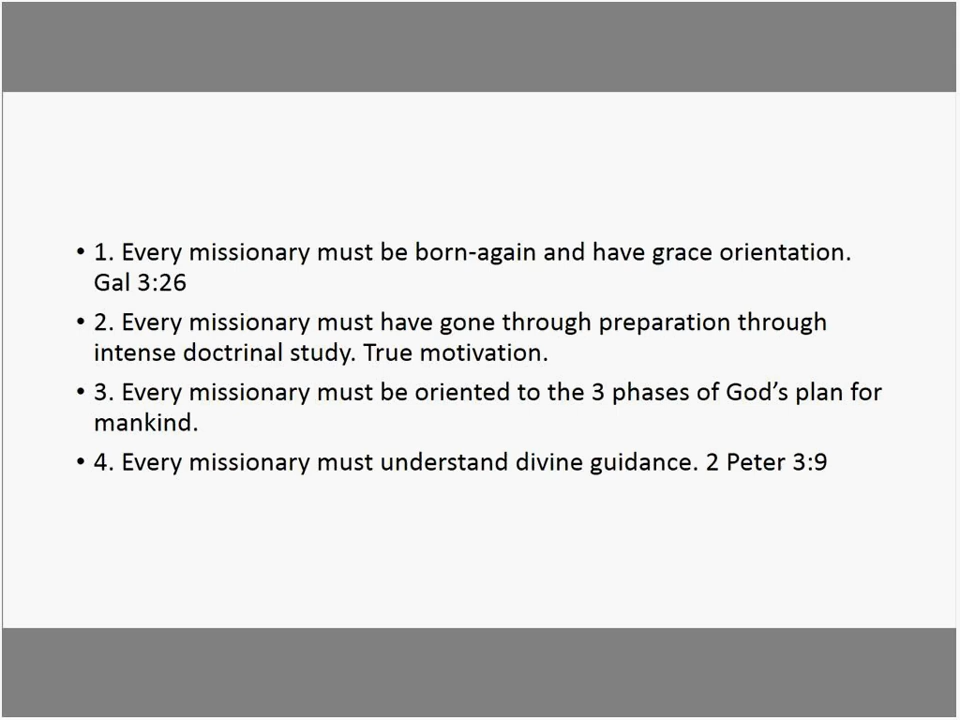 • 1. Every missionary must be born-again and have grace orientation.
Gal 3:26
• 2. Every missionary must have gone through preparation through
intense doctrinal study. True motivation.
• 3. Every missionary must be oriented to the 3 phases of God’s plan for
mankind.
• 4. Every missionary must understand divine guidance. 2 Peter 3:9